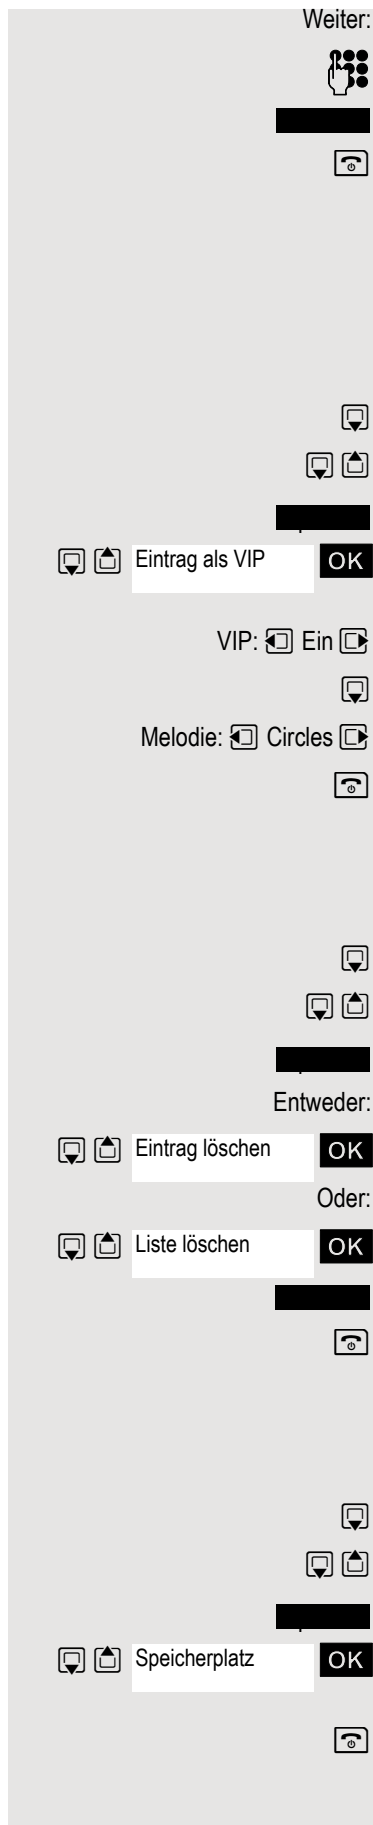 Weiter:
Eintrag als VIP OK
VIP: Ein
Melodie: Circles
Entweder:
Eintrag löschen OK
Oder:
Liste löschen OK
Speicherplatz OK